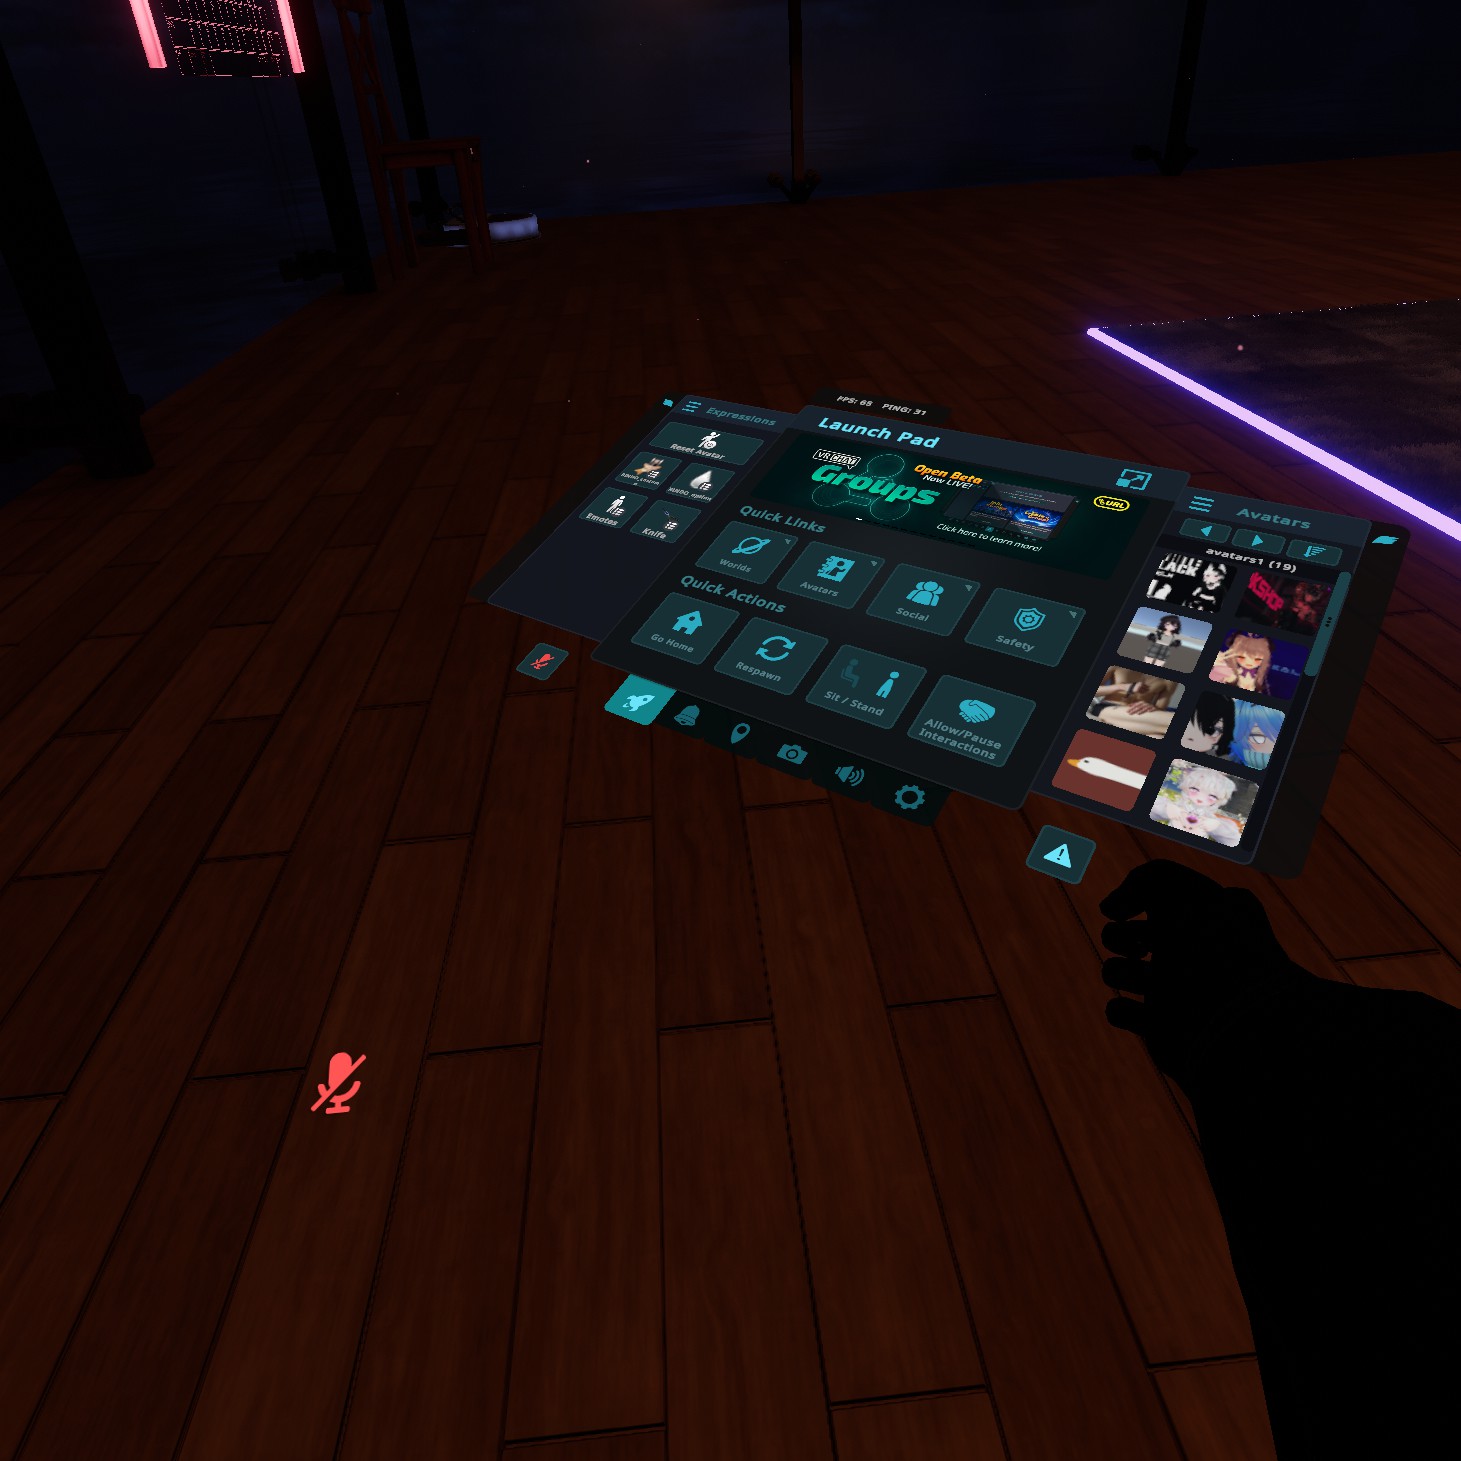 FPS: 65 PING: 31
Expressions
Reset Avatar
Emotes
Knife
Launch Pad
VRCHAT
Groups
Open Beta
Now LIVE!
URL
Click here to learn more!
Quick Links
Worlds
Avatars
Social
Safety
Quick Actions
Go Home
Respawn
Sit / Stand
Allow/Pause
Interactions
Avatars
avatars1 (19)